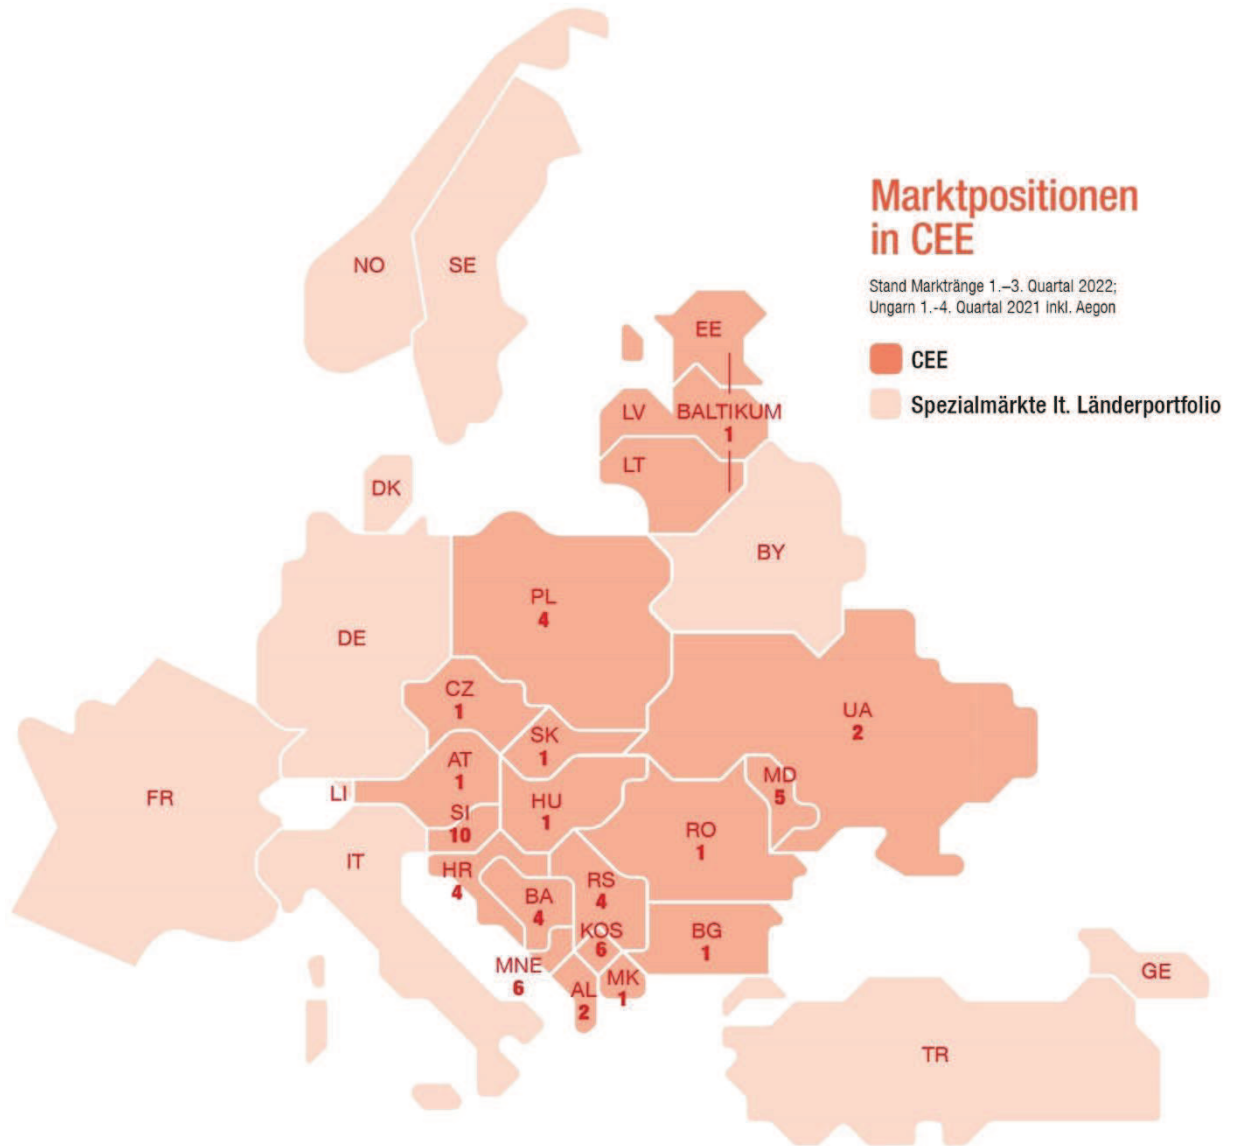 Marktpositionen
in CEE
Stand Marktränge 1.–3. Quartal 2022;
Ungarn 1.-4. Quartal 2021 inkl. Aegon
CEE
Spezialmärkte lt. Länderportfolio
NO
SE
EE
LV
BALTIKUM
1
LT
DK
BY
PL
4
DE
CZ
1
UA
2
SK
1
AT
1
MD
5
LI
FR
HU
1
SI
10
RO
1
IT
HR
4
RS
4
BA
4
KOS
6
BG
1
MNE
6
MK
1
AL
2
GE
TR